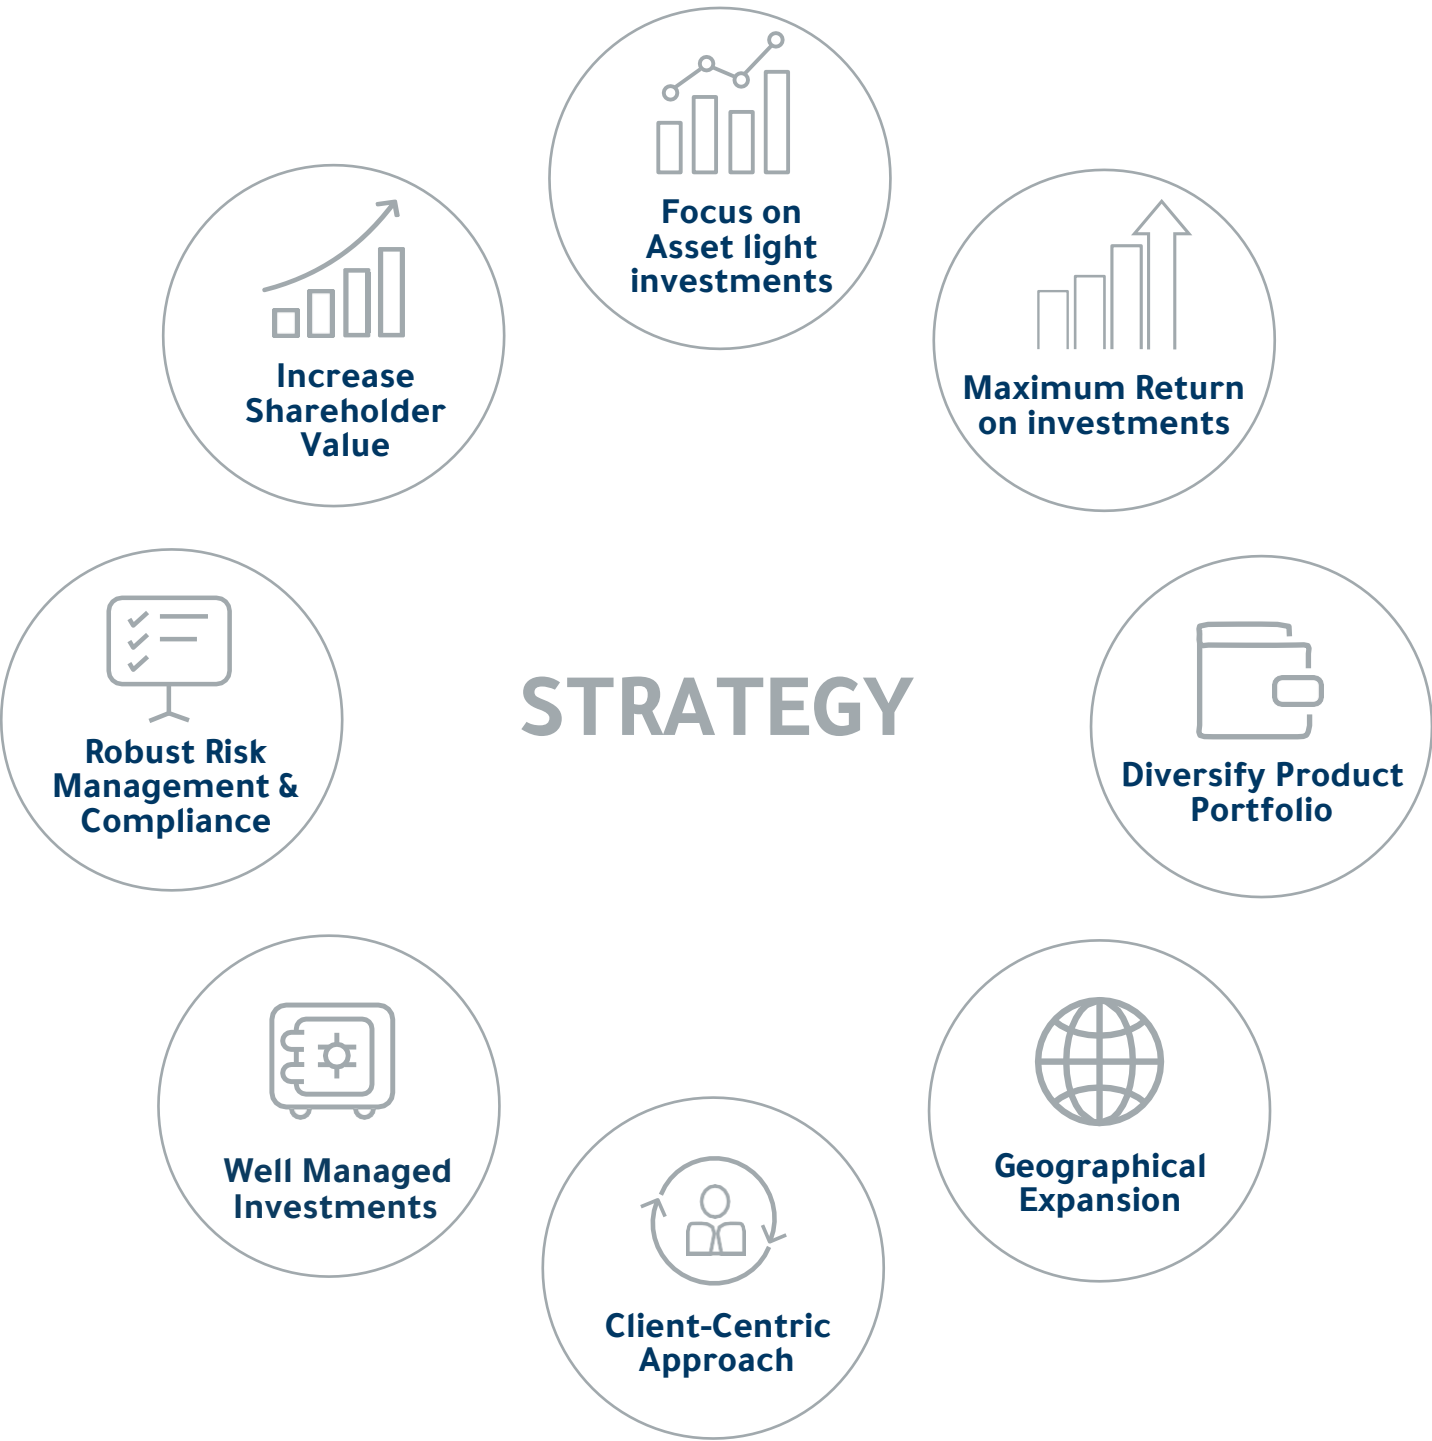 Focus on
Asset light
investments
Maximum Return
on investments
Diversify Product
Portfolio
Geographical
Expansion
Client-Centric
Approach
Well Managed
Investments
Robust Risk
Management &
Compliance
Increase
Shareholder
Value
STRATEGY